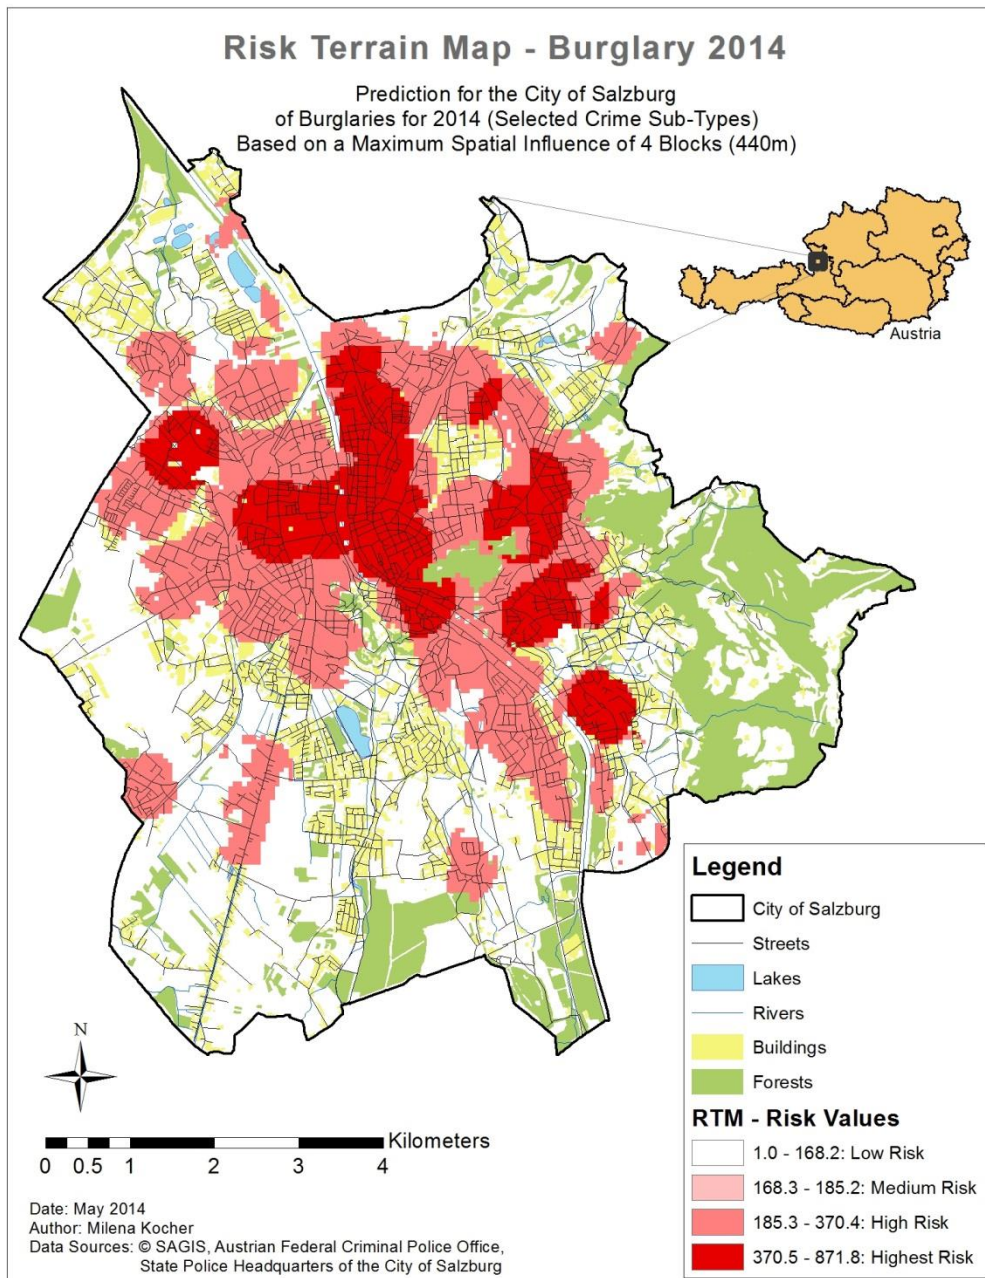 Risk Terrain Map - Burglary 2014
Prediction for the City of Salzburg
of Burglaries for 2014 (Selected Crime Sub-Types)
Based on a Maximum Spatial Influence of 4 Blocks (440m)
Austria
Legend
City of Salzburg
Streets
Lakes
Rivers
Buildings
Forests
RTM - Risk Values
1.0 - 168.2: Low Risk
168.3 - 185.2: Medium Risk
185.3 - 370.4: High Risk
370.5 - 871.8: Highest Risk
N
Kilometers
0 0.5 1 2 3 4
Date: May 2014
Author: Milena Kocher
Data Sources: © SAGIS, Austrian Federal Criminal Police Office,
State Police Headquarters of the City of Salzburg